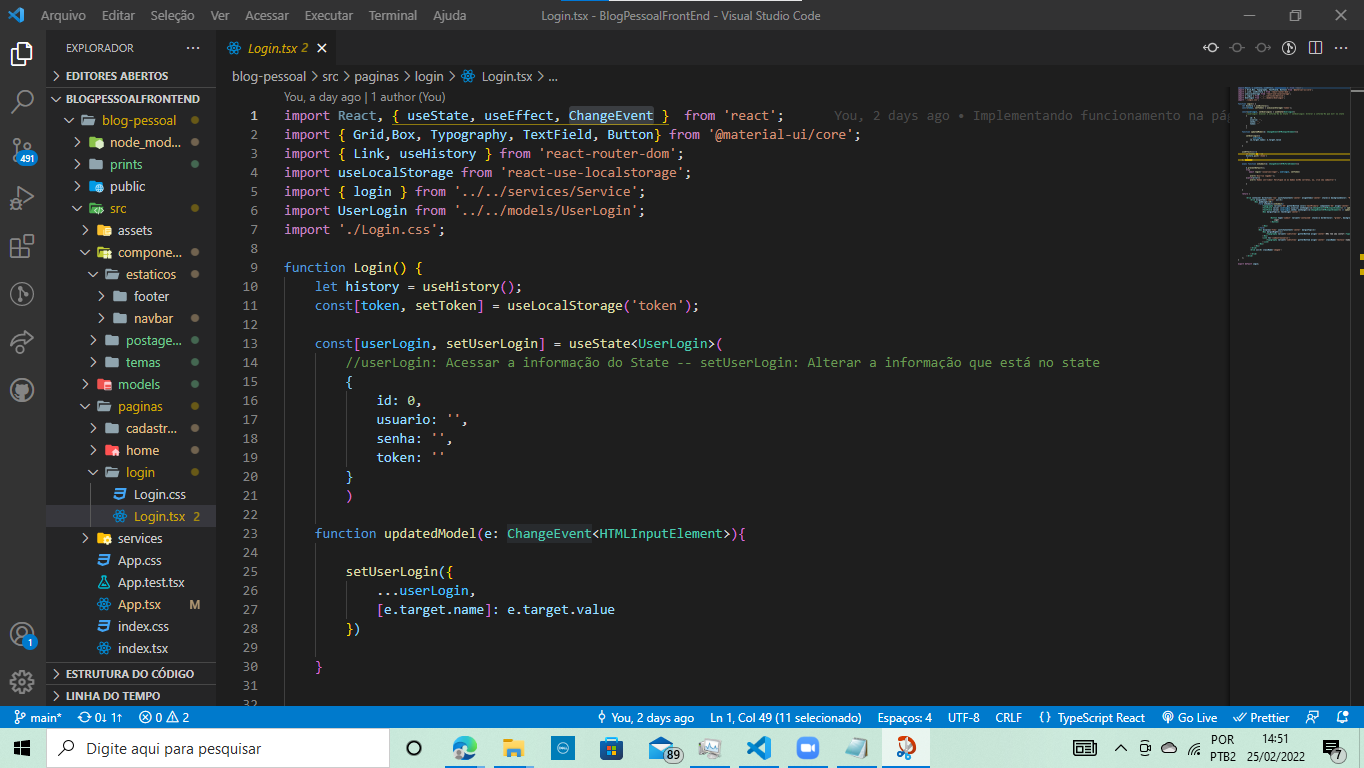 Arquivo Editar Seleção Ver Acessar Executar Terminal Ajuda
Login.tsx - BlogPessoalFrontEnd - Visual Studio Code
EXPLORADOR
EDITORES ABERTOS
BLOGPESSOALFRONTEND
blog-pessoal
node_mod...
prints
public
src
assets
compone...
estaticos
footer
navbar
postage...
temas
models
paginas
cadastr...
home
login
Login.css
Login.tsx 2
services
App.css
App.test.tsx
App.tsx M
index.css
index.tsx
ESTRUTURA DO CÓDIGO
LINHA DO TEMPO
491
1
Login.tsx 2
blog-pessoal > src > paginas > login > Login.tsx > ...
You, a day ago | 1 author (You)
1 import React, { useState, useEffect, ChangeEvent } from 'react'; You, 2 days ago • Implementando funcionamento na pág
2 import { Grid,Box, Typography, TextField, Button} from '@material-ui/core';
3 import { Link, useHistory } from 'react-router-dom';
4 import useLocalStorage from 'react-use-localstorage';
5 import { login } from '../../services/Service';
6 import UserLogin from '../../models/UserLogin';
7 import './Login.css';
8
9 function Login() {
10 let history = useHistory();
11 const[token, setToken] = useLocalStorage('token');
12
13 const[userLogin, setUserLogin] = useState<UserLogin>(
14 //userLogin: Acessar a informação do State -- setUserLogin: Alterar a informação que está no state
15 {
16 id: 0,
17 usuario: '',
18 senha: '',
19 token: ''
20 }
21 )
22
23 function updatedModel(e: ChangeEvent<HTMLInputElement>){
24
25 setUserLogin({
26 ...userLogin,
27 [e.target.name]: e.target.value
28 })
29
30 }
31
32
main* 0↓ 1↑ 0 2 You, 2 days ago Ln 1, Col 49 (11 selecionado) Espaços: 4 UTF-8 CRLF {} TypeScript React Go Live Prettier
Digite aqui para pesquisar
89
POR
PTB2
14:51
25/02/2022
7